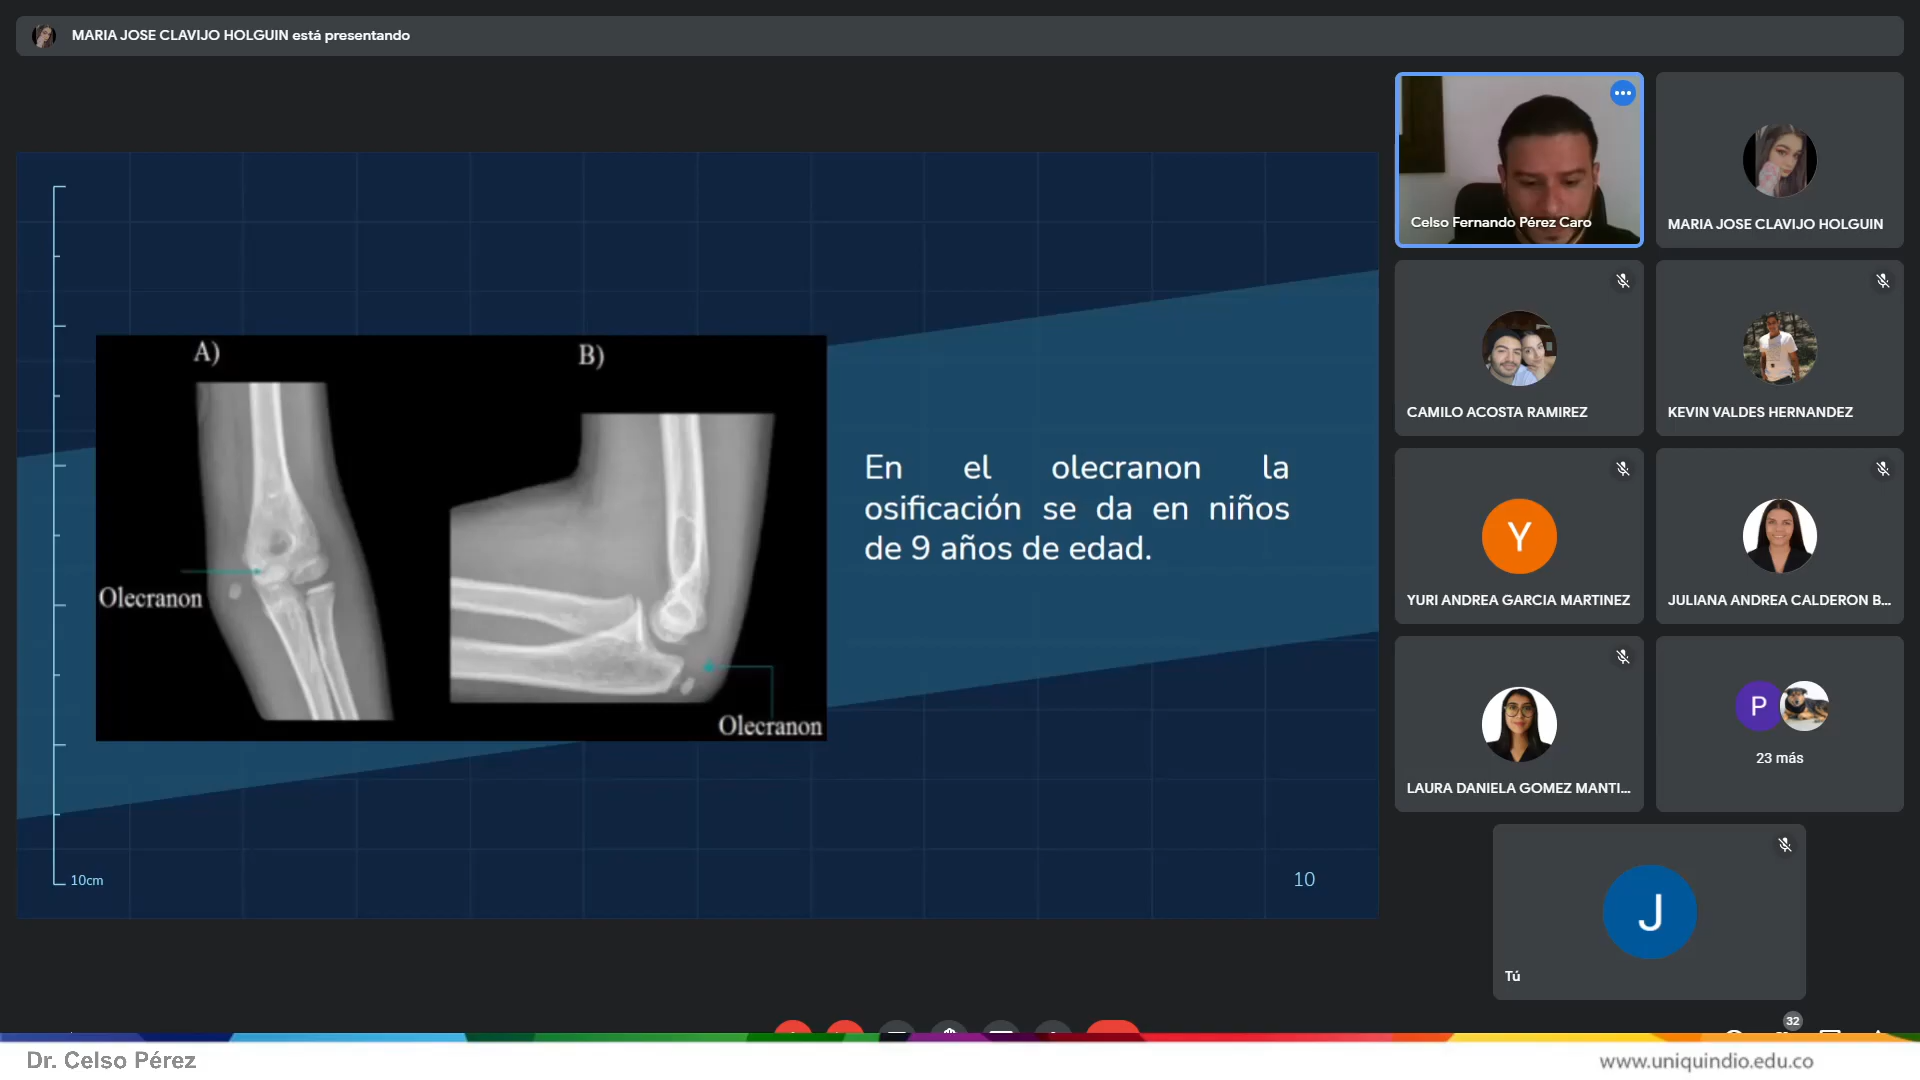 MARIA JOSE CLAVIJO HOLGUIN está presentando
A)
B)
Olecranon
Olecranon
En el olecranon la
osificación se da en niños
de 9 años de edad.
10cm
10
Celso Fernando Pérez Caro
MARIA JOSE CLAVIJO HOLGUIN
CAMILO ACOSTA RAMIREZ
KEVIN VALDES HERNANDEZ
Y
YURI ANDREA GARCIA MARTINEZ
JULIANA ANDREA CALDERON B...
LAURA DANIELA GOMEZ MANTI...
P
23 más
J
Tú
32
Dr. Celso Pérez
www.uniquindio.edu.co